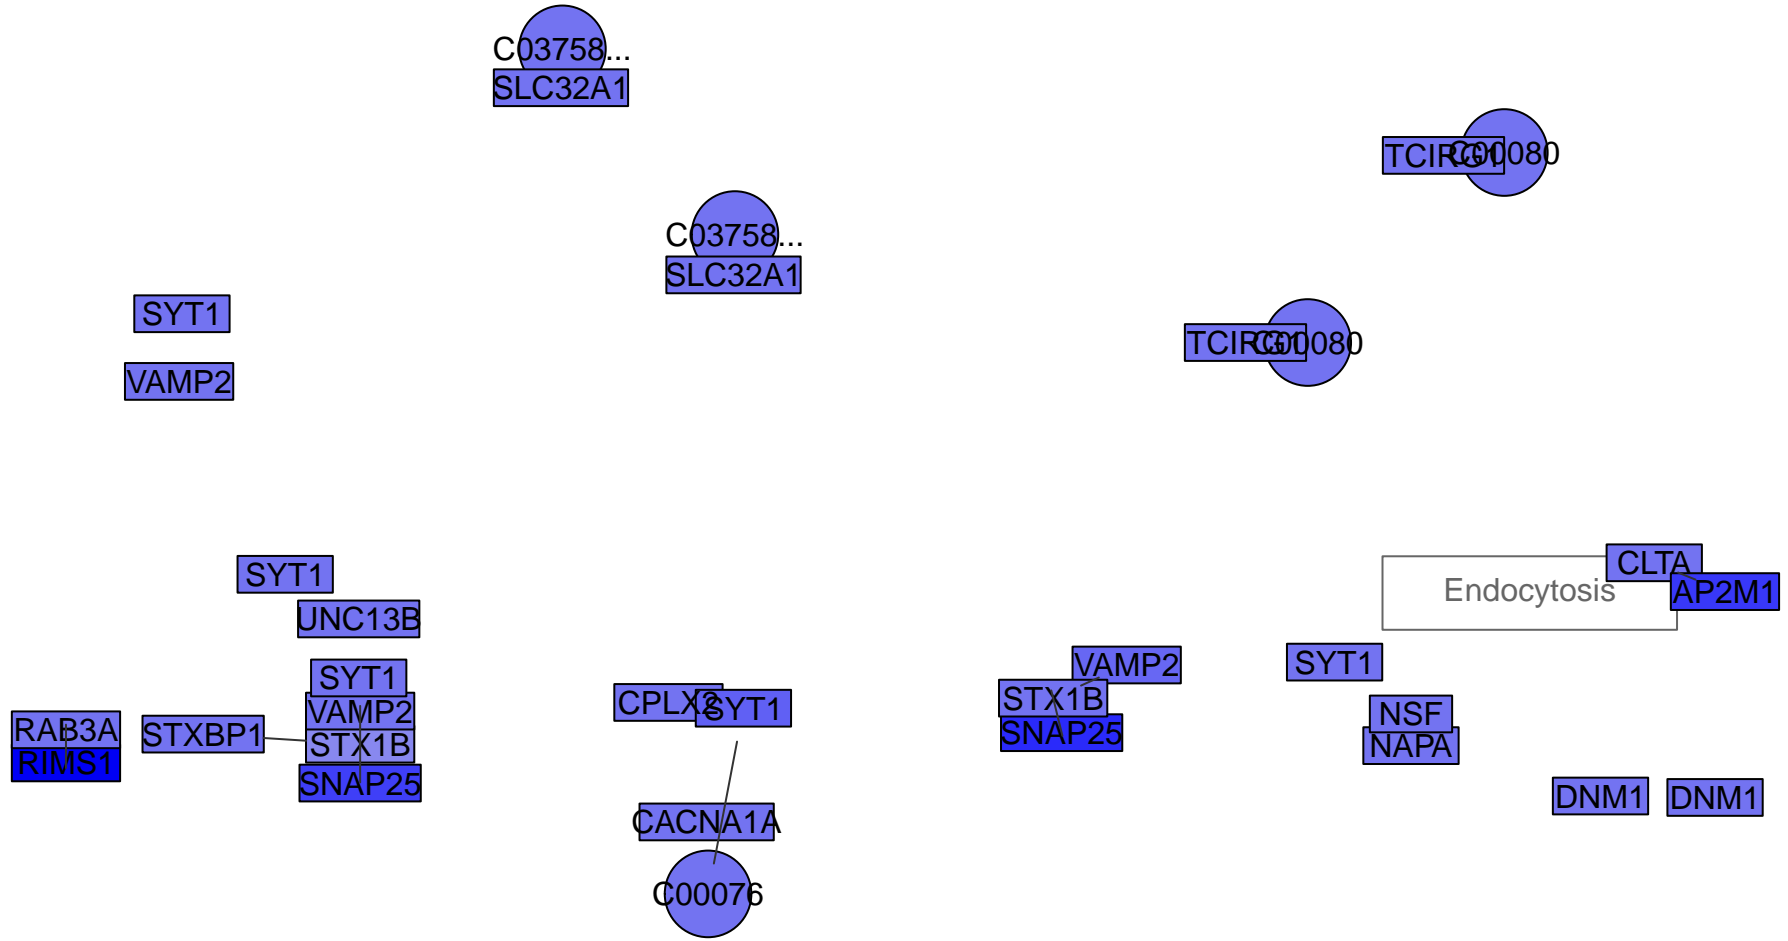 C03758...
SLC32A1
TCIRG1
C00080
C03758...
SLC32A1
SYT1
TCIRG1
C00080
VAMP2
SYT1
CLTA
Endocytosis
AP2M1
UNC13B
SYT1
VAMP2
STX1B
SNAP25
RAB3A
RIMS1
STXBP1
CPLX2
SYT1
VAMP2
STX1B
SNAP25
SYT1
NSF
NAPA
DNM1
DNM1
CACNA1A
C00076